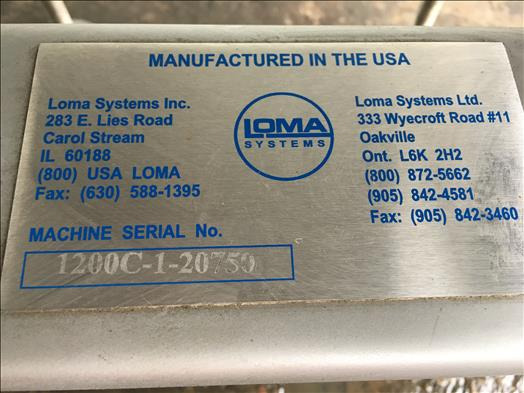 MANUFACTURED IN THE USA
Loma Systems Inc.
283 E. Lies Road
Carol Stream
IL 60188
(800) USA LOMA
Fax: (630) 588-1395
LOMA
SYSTEMS
Loma Systems Ltd.
333 Wyecroft Road #11
Oakville
Ont. L6K 2H2
(800) 872-5662
(905) 842-4581
Fax: (905) 842-3460
MACHINE SERIAL No.
1200C-1-20750